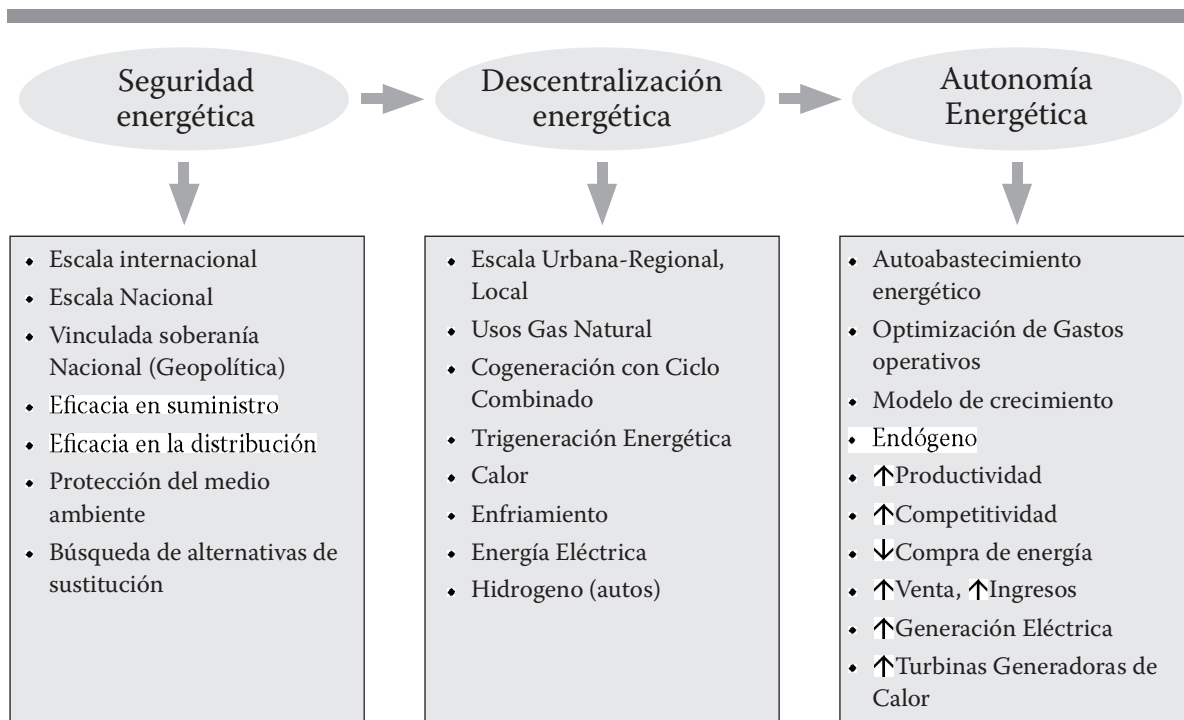 Seguridad
energética
Descentralización
energética
Autonomía
Energética
• Escala internacional
• Escala Nacional
• Vinculada soberanía
Nacional (Geopolítica)
• Eficacia en suministro
• Eficacia en la distribución
• Protección del medio
ambiente
• Búsqueda de alternativas de
sustitución
• Escala Urbana-Regional,
Local
• Usos Gas Natural
• Cogeneración con Ciclo
Combinado
• Trigeneración Energética
• Calor
• Enfriamiento
• Energía Eléctrica
• Hidrogeno (autos)
• Autoabastecimiento
energético
• Optimización de Gastos
operativos
• Modelo de crecimiento
• Endógeno
• ↑Productividad
• ↑Competitividad
• ↓Compra de energía
• ↑Venta, ↑Ingresos
• ↑Generación Eléctrica
• ↑Turbinas Generadoras de
Calor